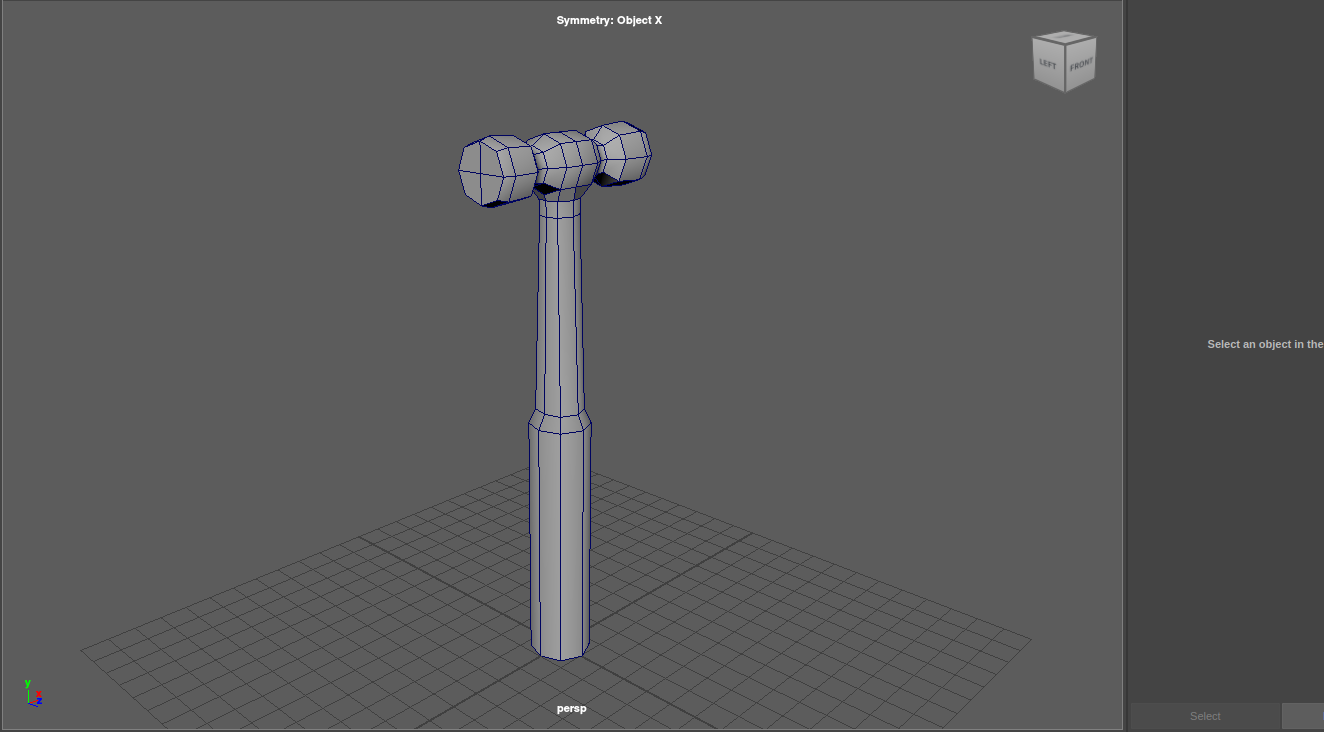 Symmetry: Object X
LEFT
FRONT
Select an object in the
y
x
z
persp
Select